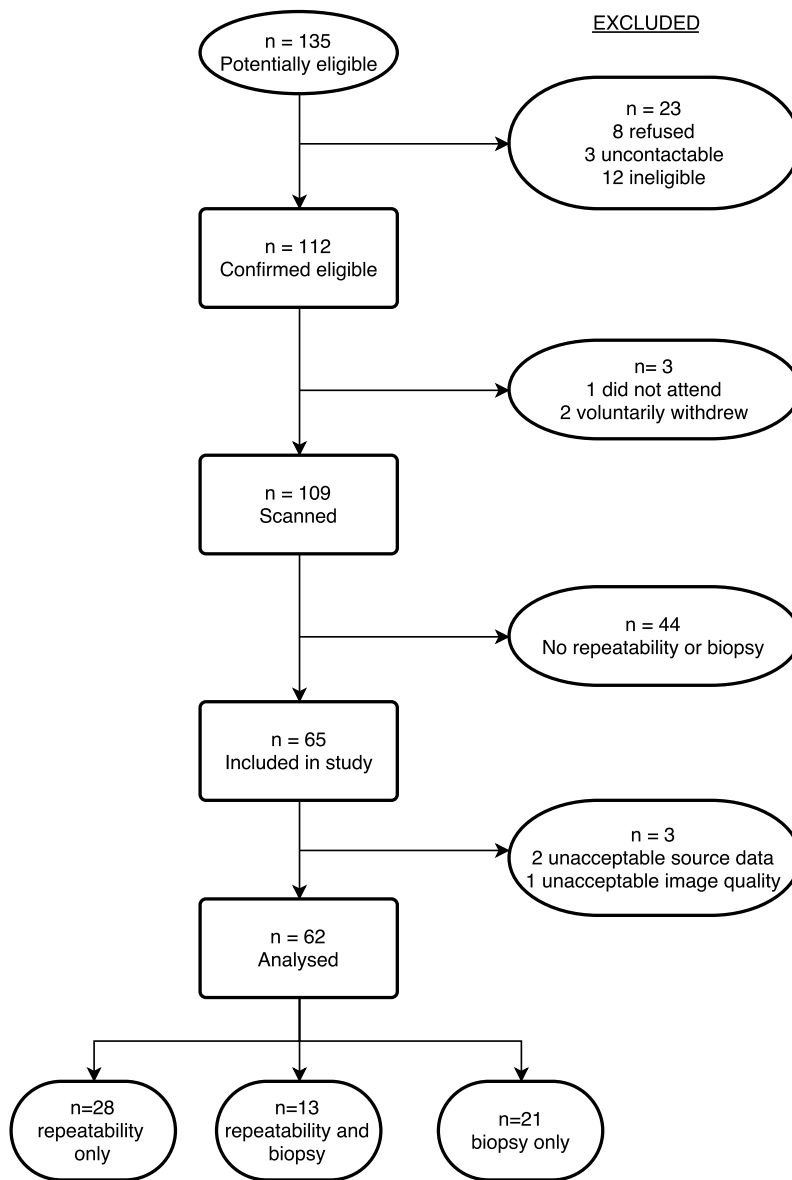 EXCLUDED
n = 135
Potentially eligible
n = 23
8 refused
3 uncontactable
12 ineligible
n = 112
Confirmed eligible
n= 3
1 did not attend
2 voluntarily withdrew
n = 109
Scanned
n = 44
No repeatability or biopsy
n = 65
Included in study
n = 3
2 unacceptable source data
1 unacceptable image quality
n = 62
Analysed
n=28
repeatability
only
n=13
repeatability and
biopsy
n=21
biopsy only